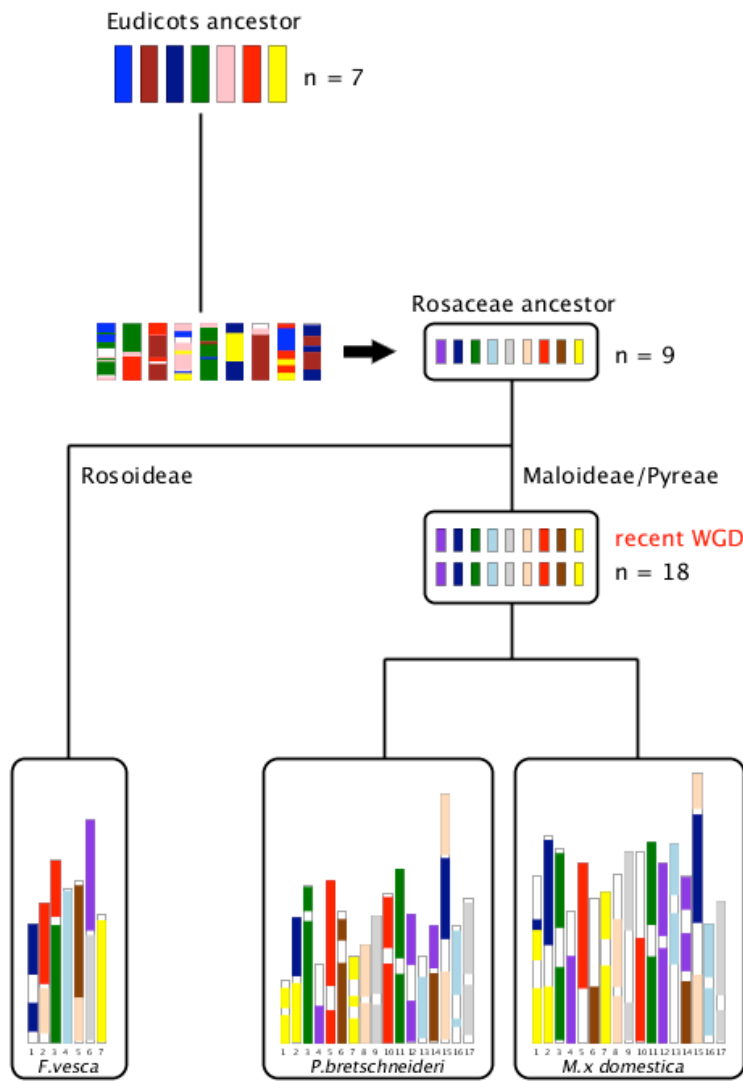 Eudicots ancestor
n = 7
Rosaceae ancestor
n = 9
Rosoideae
Maloideae/Pyreae
recent WGD
n = 18
1 2 3 4 5 6 7
F.vesca
1 2 3 4 5 6 7 8 9 10 11 12 13 14 15 16 17
P.bretschneideri
1 2 3 4 5 6 7 8 9 10 11 12 13 14 15 16 17
M.x domestica